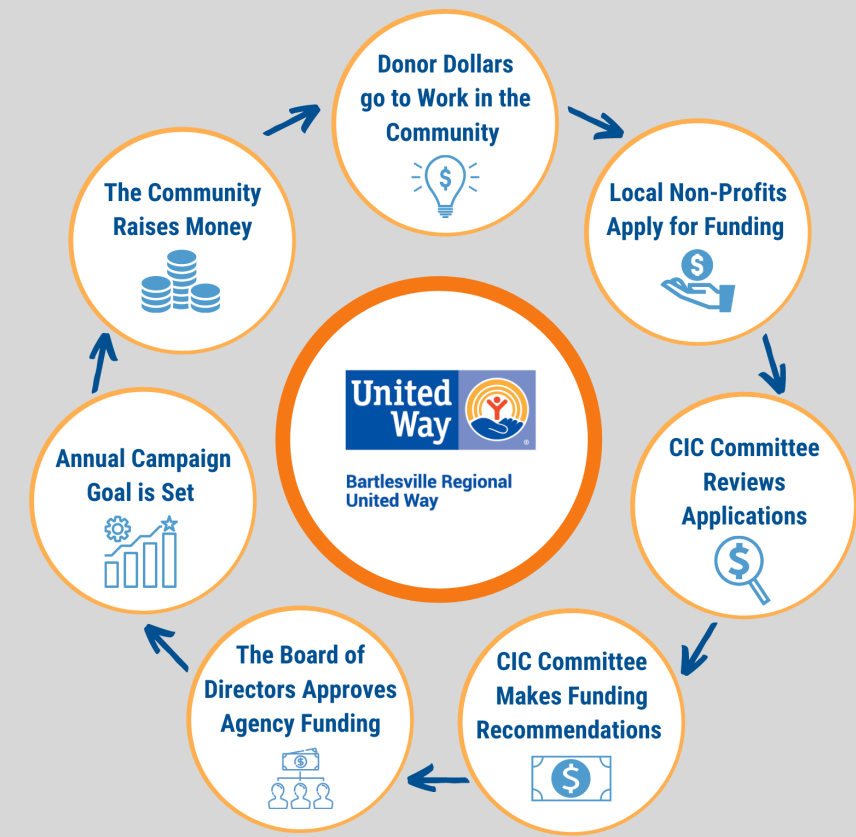 Donor Dollars
go to Work in the
Community
$
Local Non-Profits
Apply for Funding
$
CIC Committee
Reviews
Applications
$
CIC Committee
Makes Funding
Recommendations
$
The Board of
Directors Approves
Agency Funding
$
Annual Campaign
Goal is Set
The Community
Raises Money
United
Way
®
Bartlesville Regional
United Way